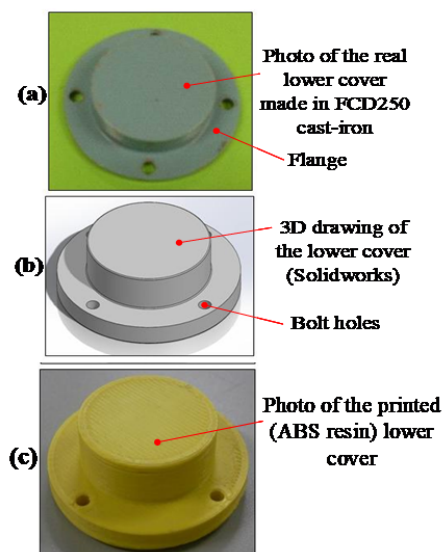 (a)
Photo of the real
lower cover
made in FCD250
cast-iron
Flange
(b)
3D drawing of
the lower cover
(Solidworks)
Bolt holes
(c)
Photo of the printed
(ABS resin) lower
cover